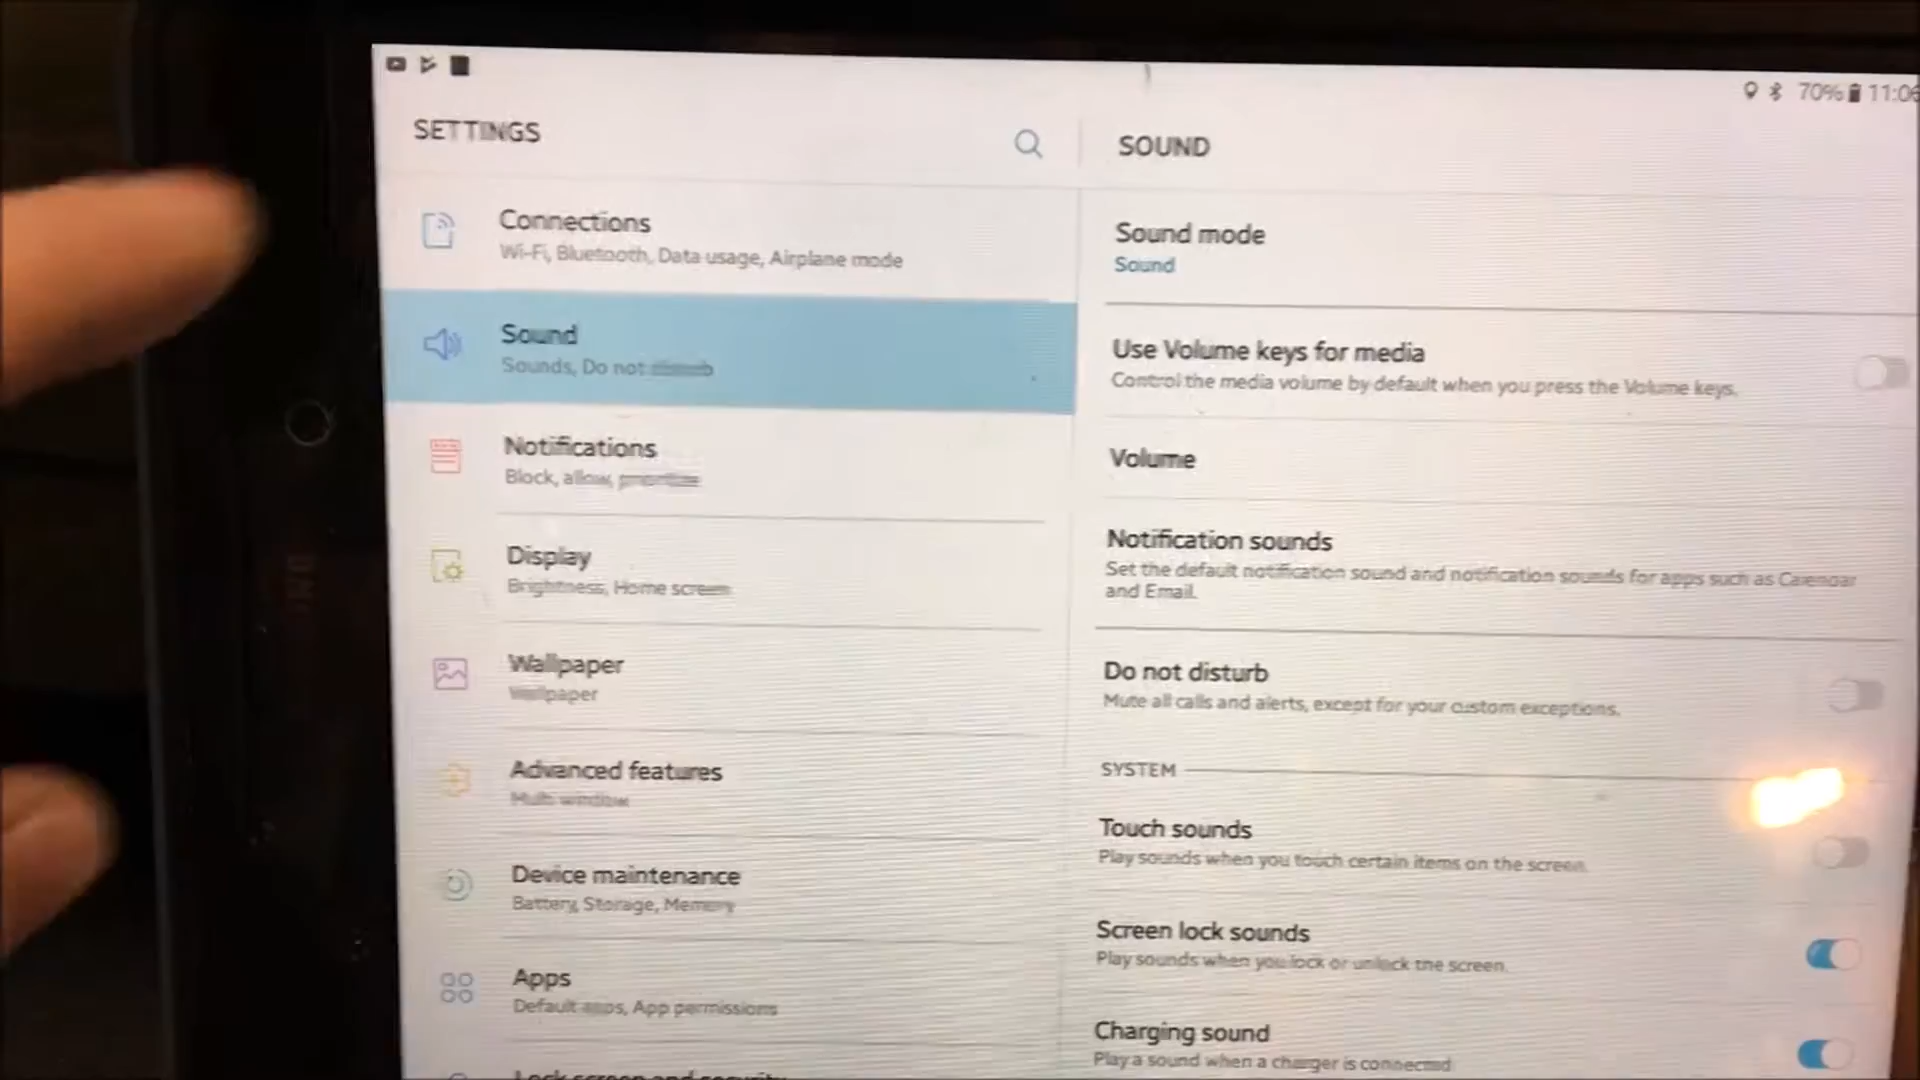 70% 11:06
SETTINGS
Connections
Wi-Fi, Bluetooth, Data usage, Airplane mode
Sound
Sounds, Do not disturb
Notifications
Block, allow, prioritize
Display
Brightness, Home screen
Wallpaper
Wallpaper
Advanced features
Multi window
Device maintenance
Battery, Storage, Memory
Apps
Default apps, App permissions
Lock screen and security
SOUND
Sound mode
Sound
Use Volume keys for media
Control the media volume by default when you press the Volume keys.
Volume
Notification sounds
Set the default notification sound and notification sounds for apps such as Calendar
and Email.
Do not disturb
Mute all calls and alerts, except for your custom exceptions.
SYSTEM
Touch sounds
Play sounds when you touch certain items on the screen.
Screen lock sounds
Play sounds when you lock or unlock the screen.
Charging sound
Play a sound when a charger is connected